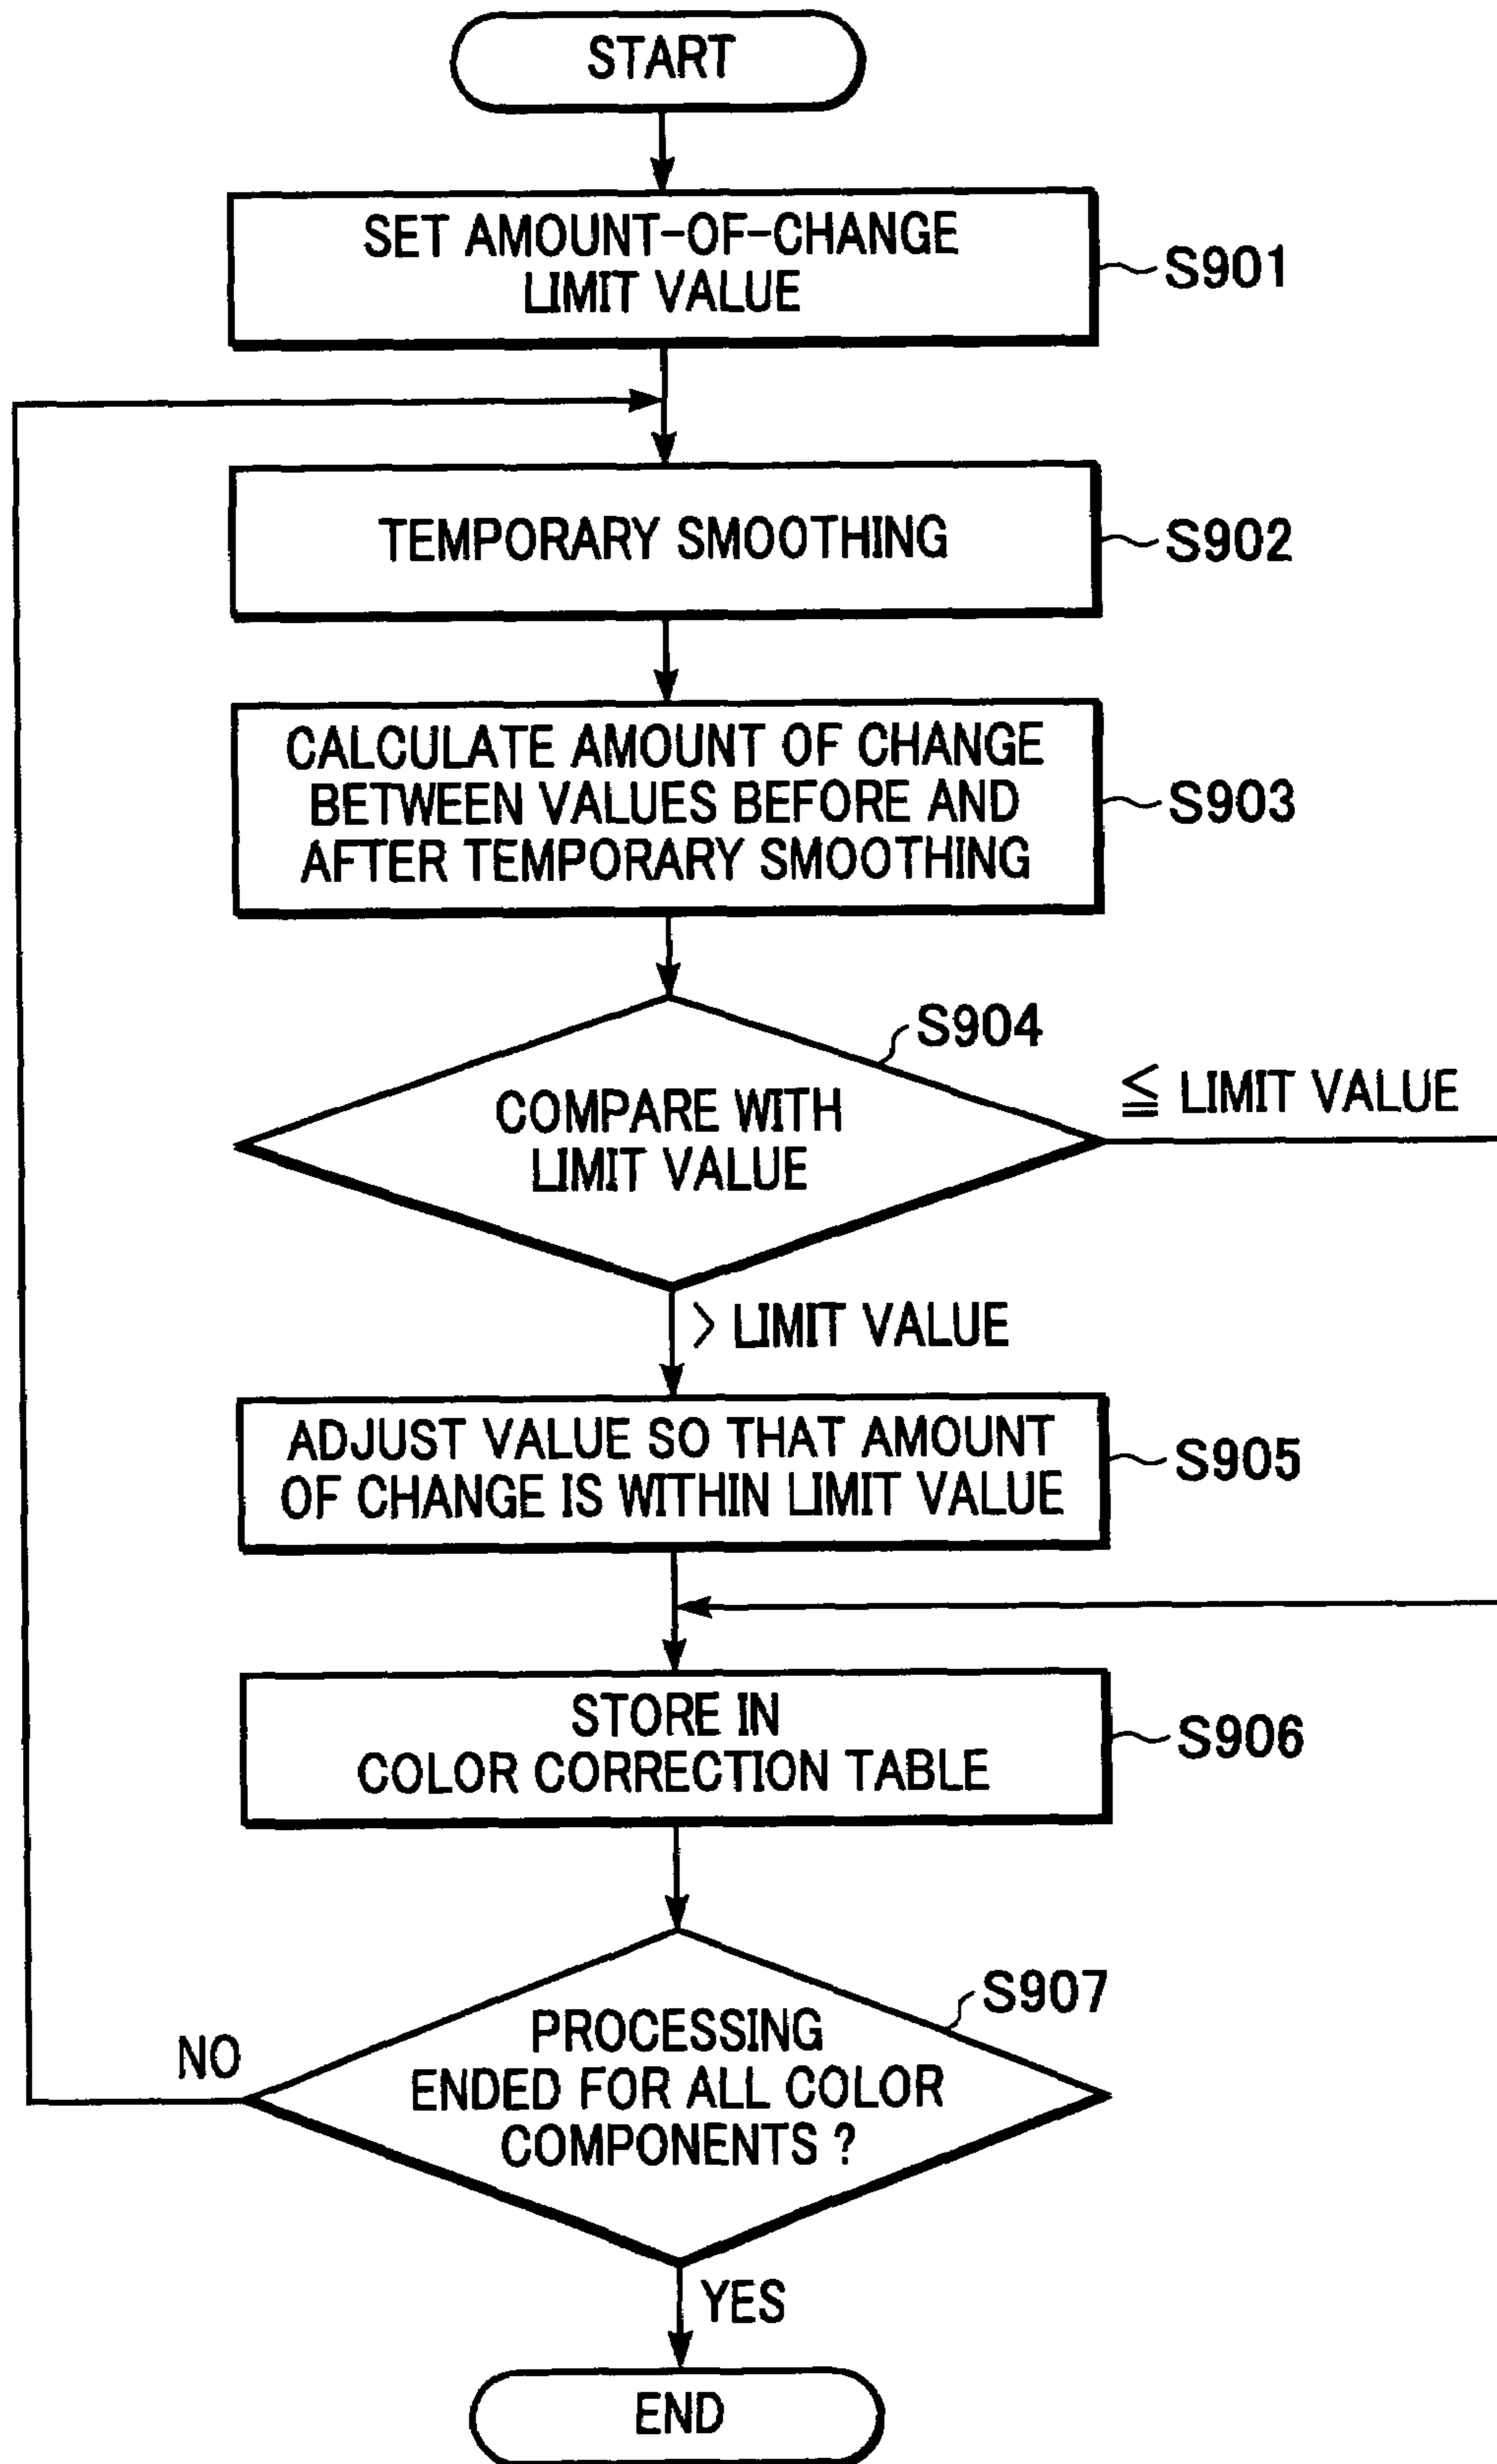 START
SET AMOUNT-OF-CHANGE
LIMIT VALUE
S901
TEMPORARY SMOOTHING
S902
CALCULATE AMOUNT OF CHANGE
BETWEEN VALUES BEFORE AND
AFTER TEMPORARY SMOOTHING
S903
S904
COMPARE WITH
LIMIT VALUE
≦ LIMIT VALUE
> LIMIT VALUE
ADJUST VALUE SO THAT AMOUNT
OF CHANGE IS WITHIN LIMIT VALUE
S905
STORE IN
COLOR CORRECTION TABLE
S906
S907
PROCESSING
ENDED FOR ALL COLOR
COMPONENTS ?
NO
YES
END